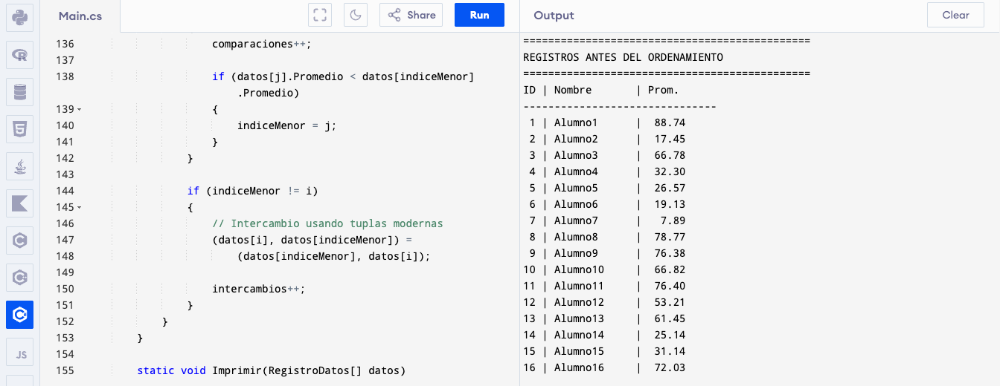 Main.cs
Share
Run
136 comparaciones++;
137
138 if (datos[j].Promedio < datos[indiceMenor]
.Promedio)
139 {
140 indiceMenor = j;
141 }
142 }
143
144 if (indiceMenor != i)
145 {
146 // Intercambio usando tuplas modernas
147 (datos[i], datos[indiceMenor]) =
148 (datos[indiceMenor], datos[i]);
149
150 intercambios++;
151 }
152 }
153 }
154
155 static void Imprimir(RegistroDatos[] datos)
JS
Output
Clear
==============================================
REGISTROS ANTES DEL ORDENAMIENTO
==============================================
ID | Nombre | Prom.
-------------------------------
1 | Alumno1 | 88.74
2 | Alumno2 | 17.45
3 | Alumno3 | 66.78
4 | Alumno4 | 32.30
5 | Alumno5 | 26.57
6 | Alumno6 | 19.13
7 | Alumno7 | 7.89
8 | Alumno8 | 78.77
9 | Alumno9 | 76.38
10 | Alumno10 | 66.82
11 | Alumno11 | 76.40
12 | Alumno12 | 53.21
13 | Alumno13 | 61.45
14 | Alumno14 | 25.14
15 | Alumno15 | 31.14
16 | Alumno16 | 72.03